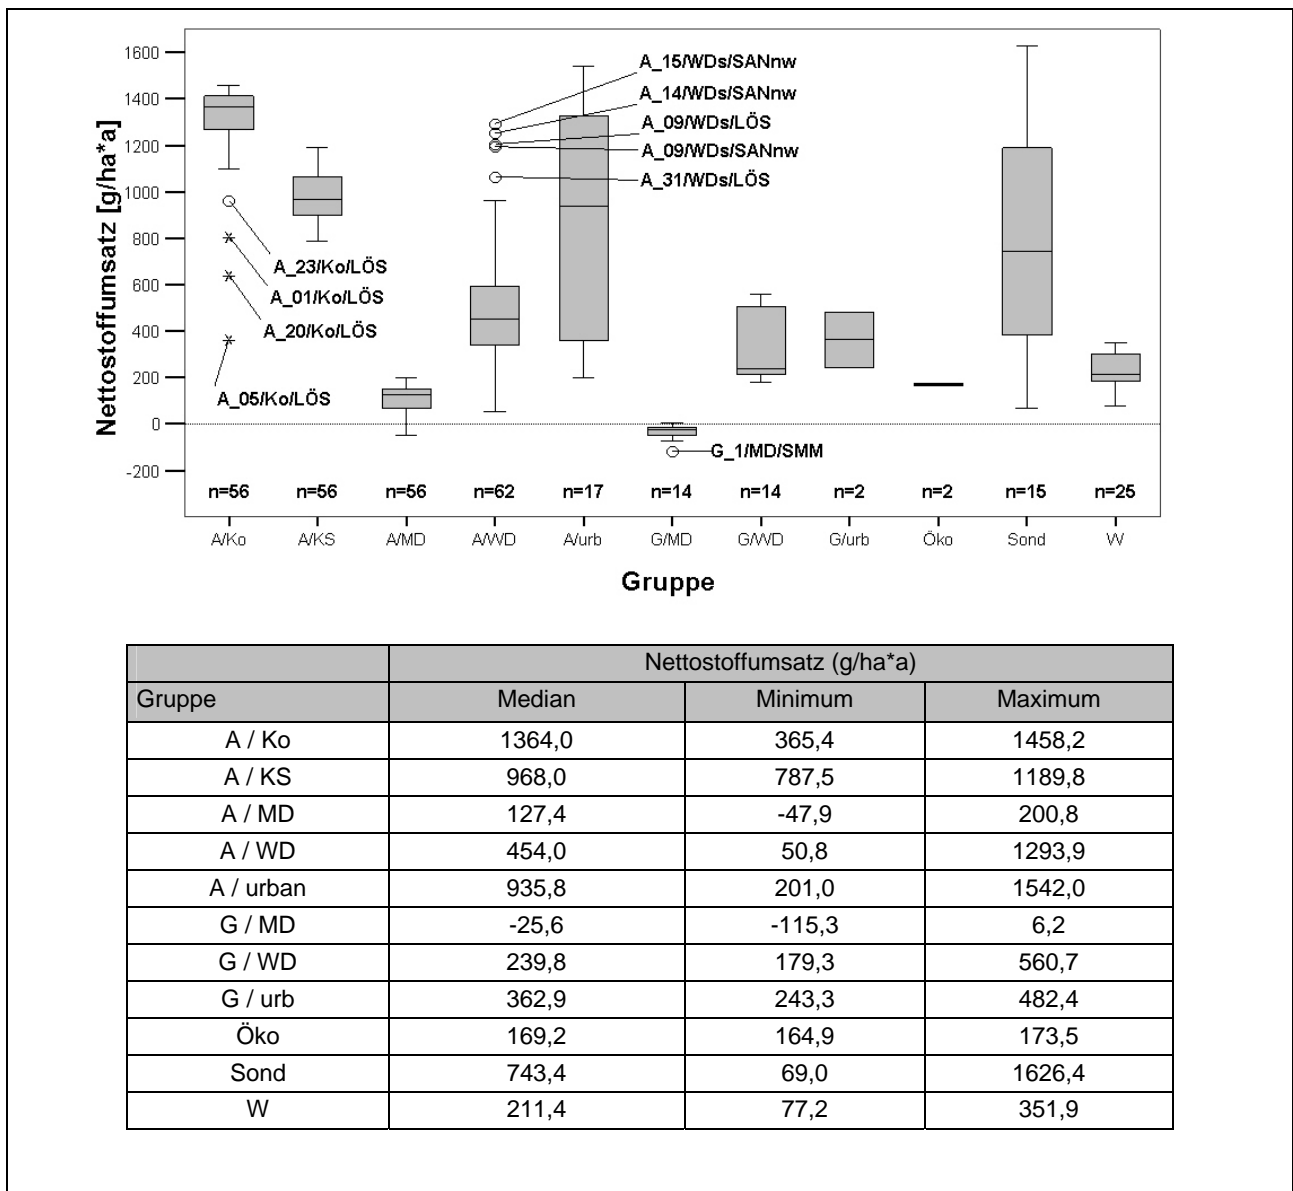 Nettostoffumsatz [g/ha*a]
1600
1400
1200
1000
800
600
400
200
0
-200
A_15/WDs/SANnw
A_14/WDs/SANnw
A_09/WDs/LÖS
A_09/WDs/SANnw
A_31/WDs/LÖS
A_23/Ko/LÖS
A_01/Ko/LÖS
A_20/Ko/LÖS
A_05/Ko/LÖS
G_1/MD/SMM
n=56 n=56 n=56 n=62 n=17 n=14 n=14 n=2 n=2 n=15 n=25
A/Ko A/KS A/MD A/WD A/urb G/MD G/WD G/urb Öko Sond W
Gruppe
Nettostoffumsatz (g/ha*a)
Gruppe Median Minimum Maximum
A / Ko 1364,0 365,4 1458,2
A / KS 968,0 787,5 1189,8
A / MD 127,4 -47,9 200,8
A / WD 454,0 50,8 1293,9
A / urban 935,8 201,0 1542,0
G / MD -25,6 -115,3 6,2
G / WD 239,8 179,3 560,7
G / urb 362,9 243,3 482,4
Öko 169,2 164,9 173,5
Sond 743,4 69,0 1626,4
W 211,4 77,2 351,9